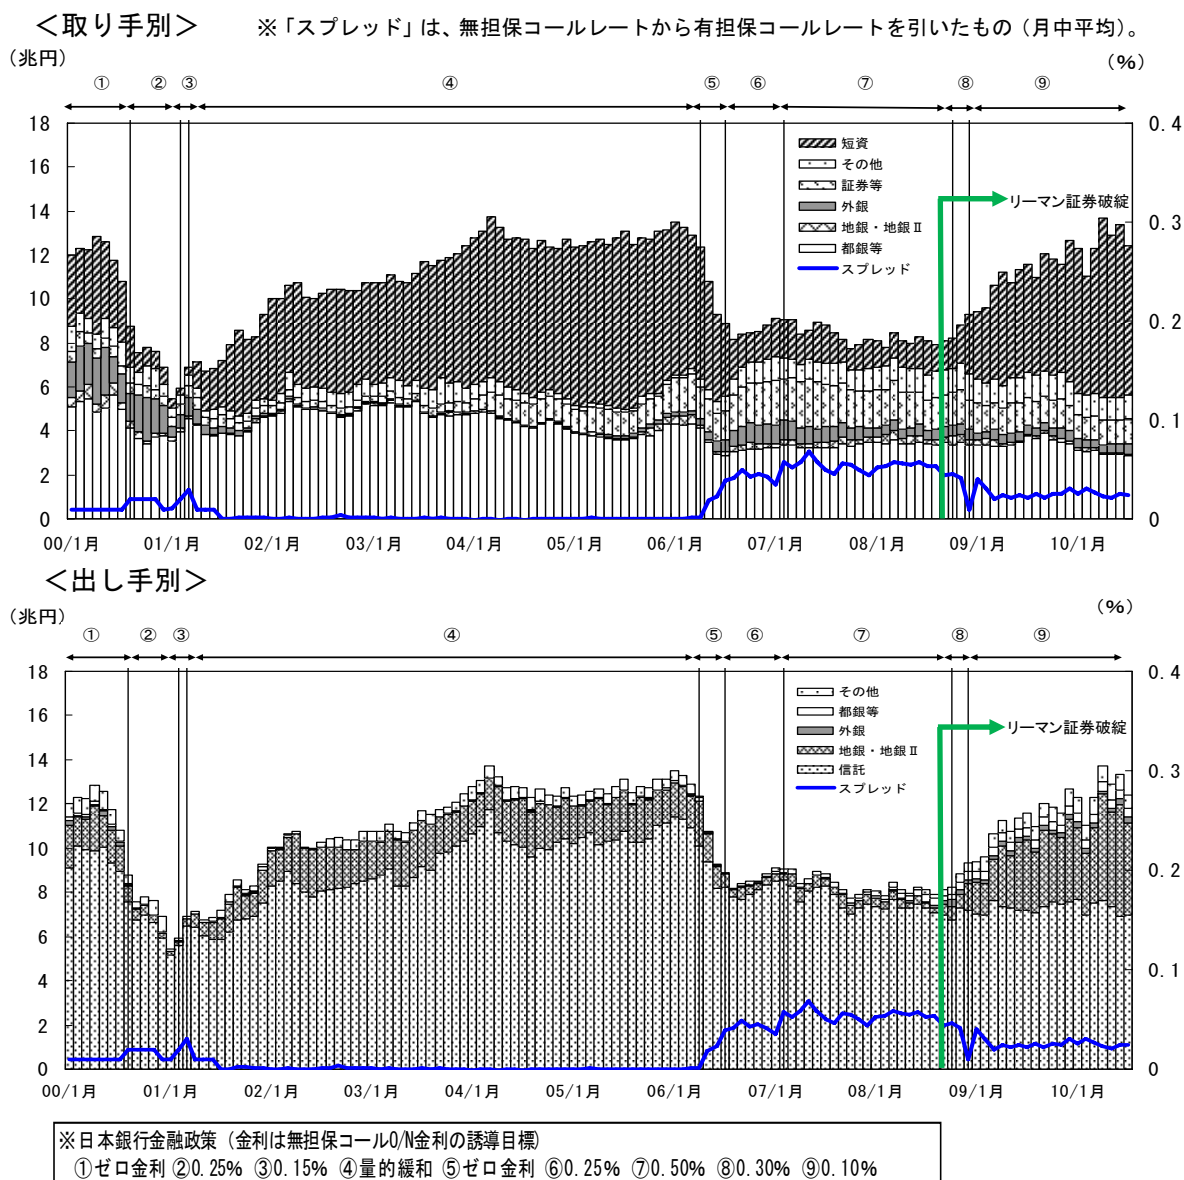 ＜取り手別＞ ※「スプレッド」は、無担保コールレートから有担保コールレートを引いたもの（月中平均）。
(兆円) (%)
① ② ③ ④ ⑤ ⑥ ⑦ ⑧ ⑨
18 0.4
16
14
12
10
8
6
4
2
0
0.3
0.2
0.1
0
短資
その他
証券等
外銀
地銀・地銀Ⅱ
都銀等
スプレッド
リーマン証券破綻
00/1月 01/1月 02/1月 03/1月 04/1月 05/1月 06/1月 07/1月 08/1月 09/1月 10/1月
＜出し手別＞
(兆円) (%)
① ② ③ ④ ⑤ ⑥ ⑦ ⑧ ⑨
18 0.4
16
14
12
10
8
6
4
2
0
0.3
0.2
0.1
0
その他
都銀等
外銀
地銀・地銀Ⅱ
信託
スプレッド
リーマン証券破綻
00/1月 01/1月 02/1月 03/1月 04/1月 05/1月 06/1月 07/1月 08/1月 09/1月 10/1月
※日本銀行金融政策（金利は無担保コールO/N金利の誘導目標)
①ゼロ金利 ②0.25% ③0.15% ④量的緩和 ⑤ゼロ金利 ⑥0.25% ⑦0.50% ⑧0.30% ⑨0.10%